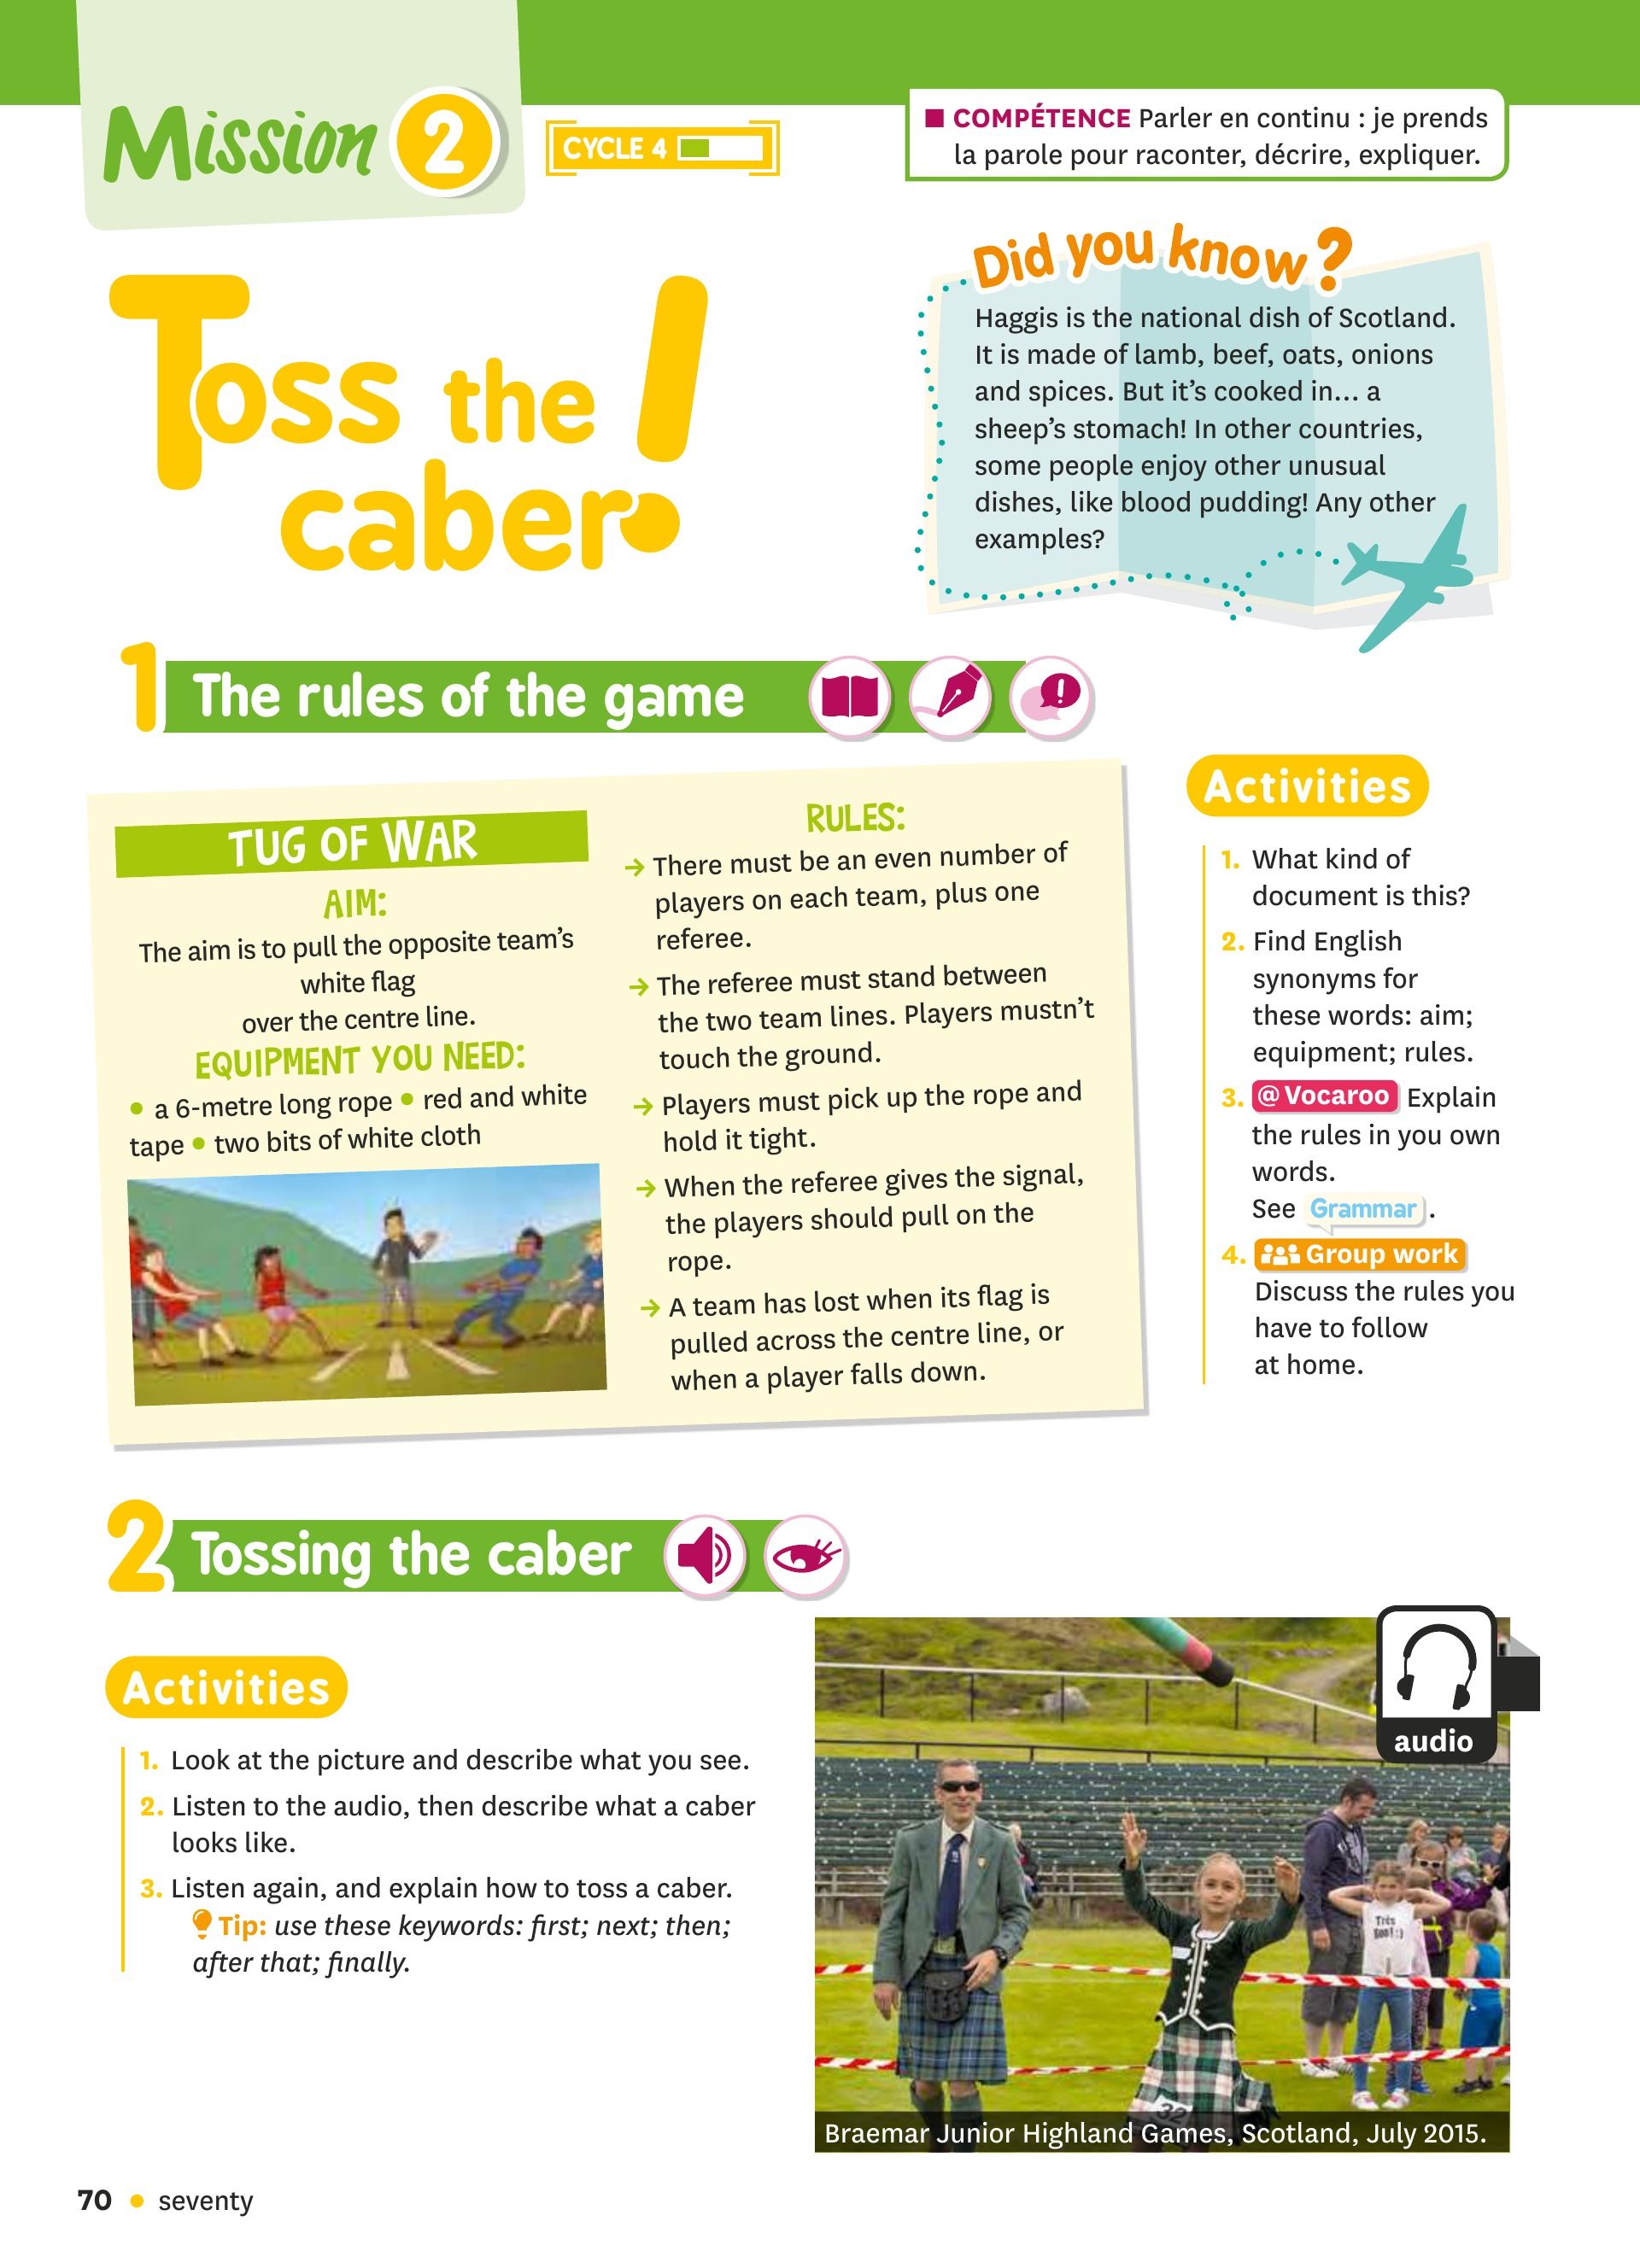 Mission 2
CYCLE 4
■ COMPÉTENCE Parler en continu : je prends
la parole pour raconter, décrire, expliquer.
Toss the
caber!
Did you know?
Haggis is the national dish of Scotland.
It is made of lamb, beef, oats, onions
and spices. But it's cooked in... a
sheep's stomach! In other countries,
some people enjoy other unusual
dishes, like blood pudding! Any other
examples?
1 The rules of the game
TUG OF WAR
AIM:
The aim is to pull the opposite team's
white flag
over the centre line.
EQUIPMENT YOU NEED:
• a 6-metre long rope • red and white
tape • two bits of white cloth
RULES:
→ There must be an even number of
players on each team, plus one
referee.
→ The referee must stand between
the two team lines. Players mustn't
touch the ground.
→ Players must pick up the rope and
hold it tight.
→ When the referee gives the signal,
the players should pull on the
rope.
→ A team has lost when its flag is
pulled across the centre line, or
when a player falls down.
Activities
1. What kind of
document is this?
2. Find English
synonyms for
these words: aim;
equipment; rules.
3. @ Vocaroo Explain
the rules in you own
words.
See Grammar .
4. Group work
Discuss the rules you
have to follow
at home.
2 Tossing the caber
Activities
1. Look at the picture and describe what you see.
2. Listen to the audio, then describe what a caber
looks like.
3. Listen again, and explain how to toss a caber.
Tip: use these keywords: first; next; then;
after that; finally.
audio
Très
32
Braemar Junior Highland Games, Scotland, July 2015.
70 • seventy